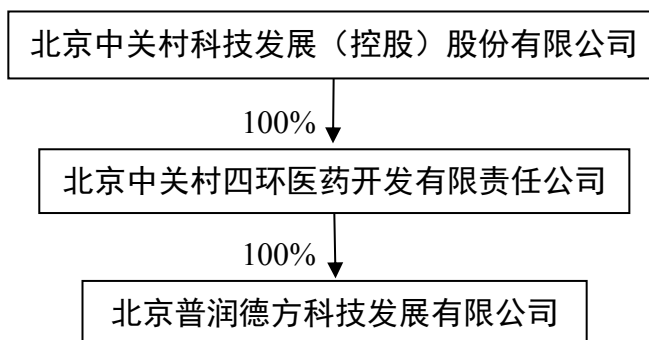 北京中关村科技发展（控股）股份有限公司
100%
北京中关村四环医药开发有限责任公司
100%
北京普润德方科技发展有限公司